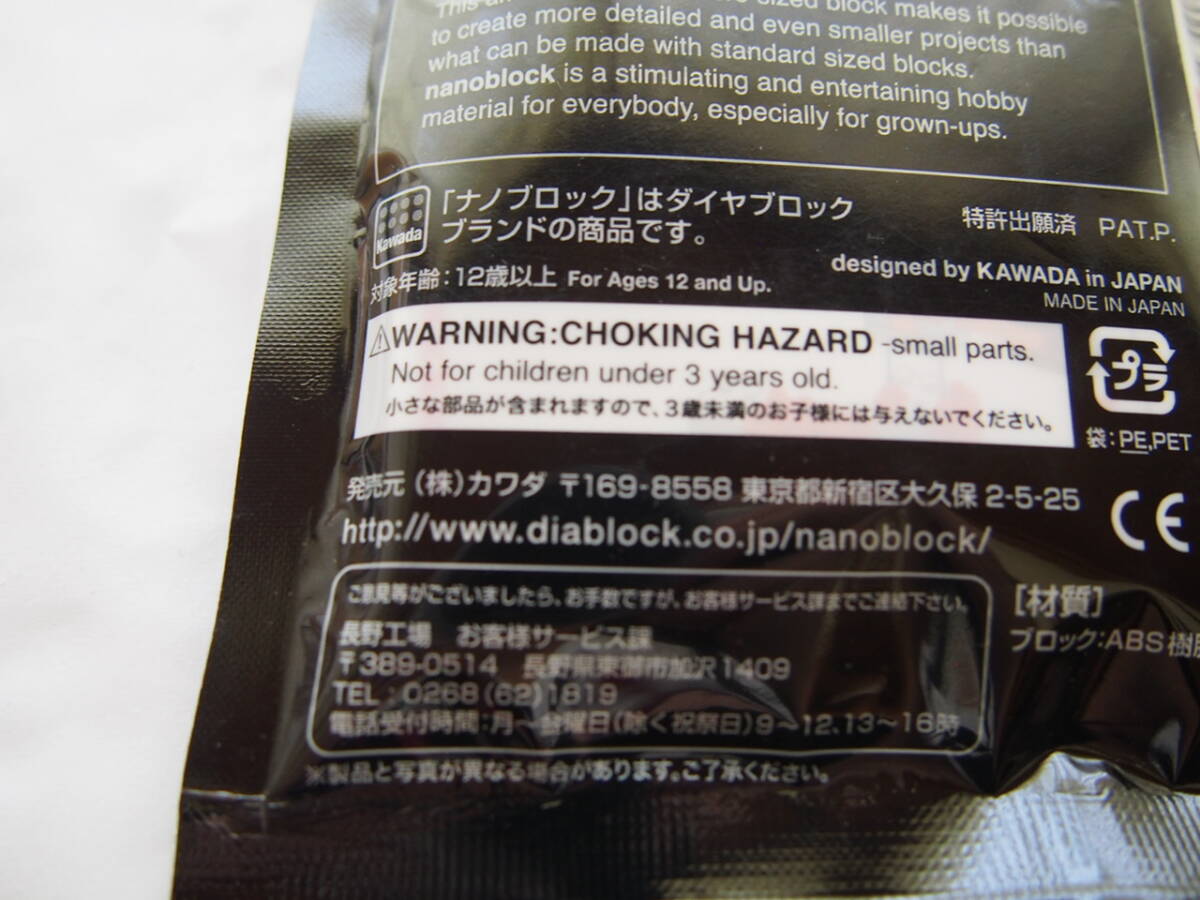 This sized block makes it possible
to create more detailed and even smaller projects than
what can be made with standard sized blocks.
nanoblock is a stimulating and entertaining hobby
material for everybody, especially for grown-ups.
Kawada
「ナノブロック」はダイヤブロック
ブランドの商品です。
特許出願済 PAT.P.
対象年齢:12歳以上 For Ages 12 and Up.
designed by KAWADA in JAPAN
MADE IN JAPAN
⚠WARNING:CHOKING HAZARD -small parts.
Not for children under 3 years old.
小さな部品が含まれますので、3歳未満のお子様には与えないでください。
プラ
袋:PE,PET
発売元 (株)カワダ 〒169-8558 東京都新宿区大久保 2-5-25
http://www.diablock.co.jp/nanoblock/
CE
ご意見等がございましたら、お手数ですが、お客様サービス課までご連絡下さい。
長野工場 お客様サービス課
〒389-0514 長野県東御市加沢1409
TEL:0268(62)1819
電話受付時間:月~金曜日(除く祝祭日)9~12、13~16時
[材質]
ブロック:ABS樹脂
※製品と写真が異なる場合があります。ご了承ください。